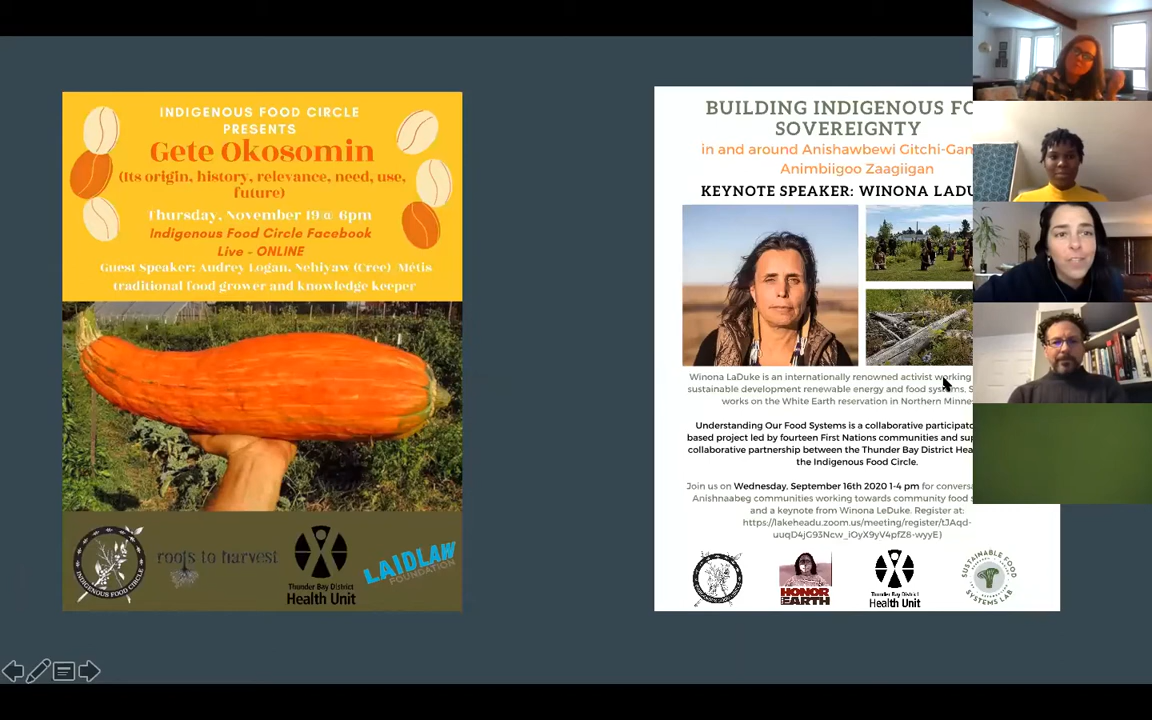 INDIGENOUS FOOD CIRCLE
PRESENTS
Gete Okosomin
(Its origin, history, relevance, need, use,
future)
Thursday, November 19@ 6pm
Indigenous Food Circle Facebook
Live - ONLINE
Guest Speaker: Audrey Logan, Nehiyaw (Cree) Métis
traditional food grower and knowledge keeper
INDIGENOUS FOOD CIRCLE
roots to harvest
Thunder Bay District
Health Unit
LAIDLAW
FOUNDATION
BUILDING INDIGENOUS FO
SOVEREIGNTY
in and around Anishawbewi Gitchi-Gam
Animbiigoo Zaagiigan
KEYNOTE SPEAKER: WINONA LADU
Winona LaDuke is an internationally renowned activist working
sustainable development renewable energy and food systems. S
works on the White Earth reservation in Northern Minne
Understanding Our Food Systems is a collaborative participato
based project led by fourteen First Nations communities and sup
collaborative partnership between the Thunder Bay District Hea
the Indigenous Food Circle.
Join us on Wednesday, September 16th 2020 1-4 pm for convers
Anishnaabeg communities working towards community food s
and a keynote from Winona LeDuke. Register at:
https://lakeheadu.zoom.us/meeting/register/tJAqd-
uuqD4jG93Ncw_iOyX9yV4pfZ8-wyyE)
HONOR
THE
EARTH
Thunder Bay District
Health Unit
SUSTAINABLE FOOD
SYSTEMS LAB